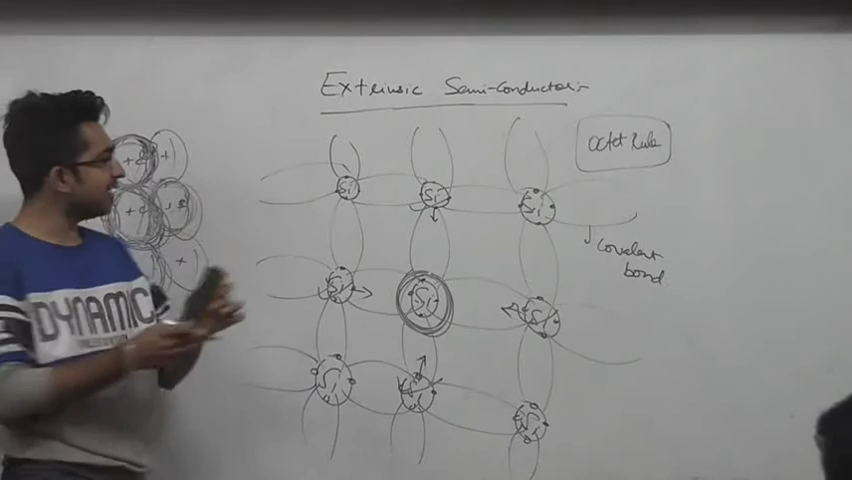 Extrinsic Semi-Conductor:-
Octet Rule
Si
Si
Si
Covalent
bond
Si
Si
Si
Si
Si
Si
DYNAMIC